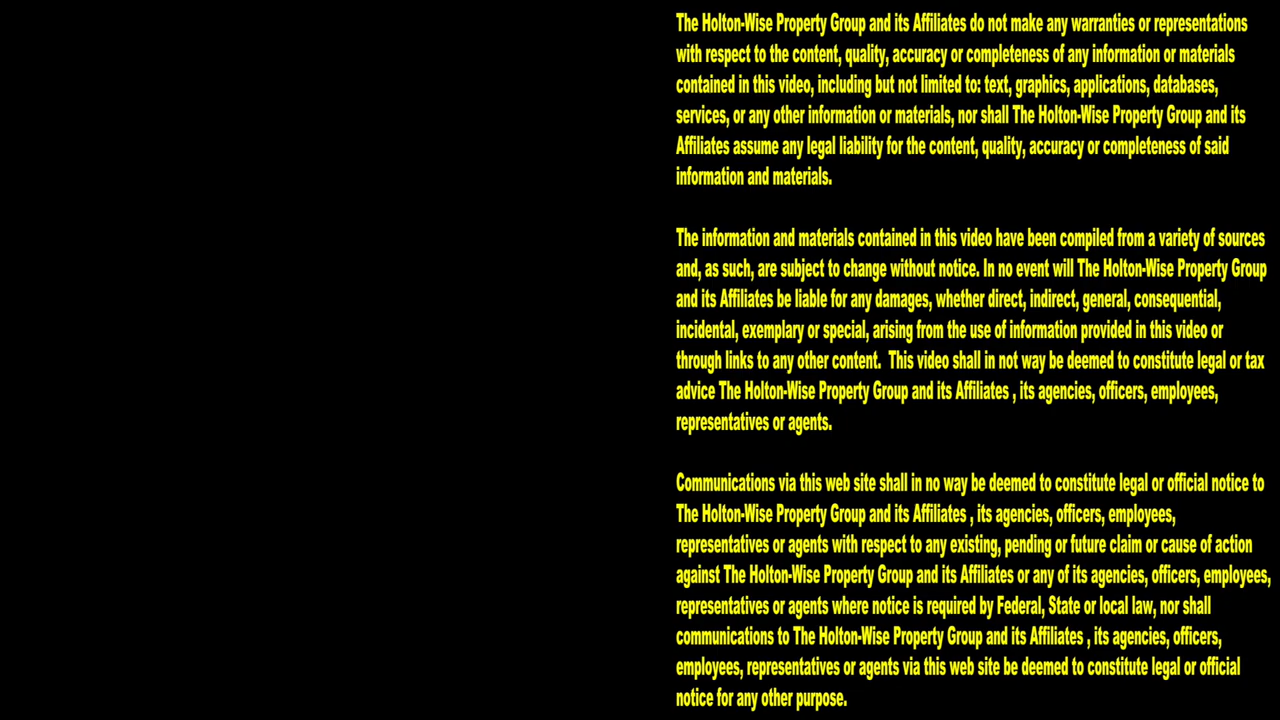 The Holton-Wise Property Group and its Affiliates do not make any warranties or representations
with respect to the content, quality, accuracy or completeness of any information or materials
contained in this video, including but not limited to: text, graphics, applications, databases,
services, or any other information or materials, nor shall The Holton-Wise Property Group and its
Affiliates assume any legal liability for the content, quality, accuracy or completeness of said
information and materials.
The information and materials contained in this video have been compiled from a variety of sources
and, as such, are subject to change without notice. In no event will The Holton-Wise Property Group
and its Affiliates be liable for any damages, whether direct, indirect, general, consequential,
incidental, exemplary or special, arising from the use of information provided in this video or
through links to any other content.  This video shall in not way be deemed to constitute legal or tax
advice The Holton-Wise Property Group and its Affiliates , its agencies, officers, employees,
representatives or agents.
Communications via this web site shall in no way be deemed to constitute legal or official notice to
The Holton-Wise Property Group and its Affiliates , its agencies, officers, employees,
representatives or agents with respect to any existing, pending or future claim or cause of action
against The Holton-Wise Property Group and its Affiliates or any of its agencies, officers, employees,
representatives or agents where notice is required by Federal, State or local law, nor shall
communications to The Holton-Wise Property Group and its Affiliates , its agencies, officers,
employees, representatives or agents via this web site be deemed to constitute legal or official
notice for any other purpose.